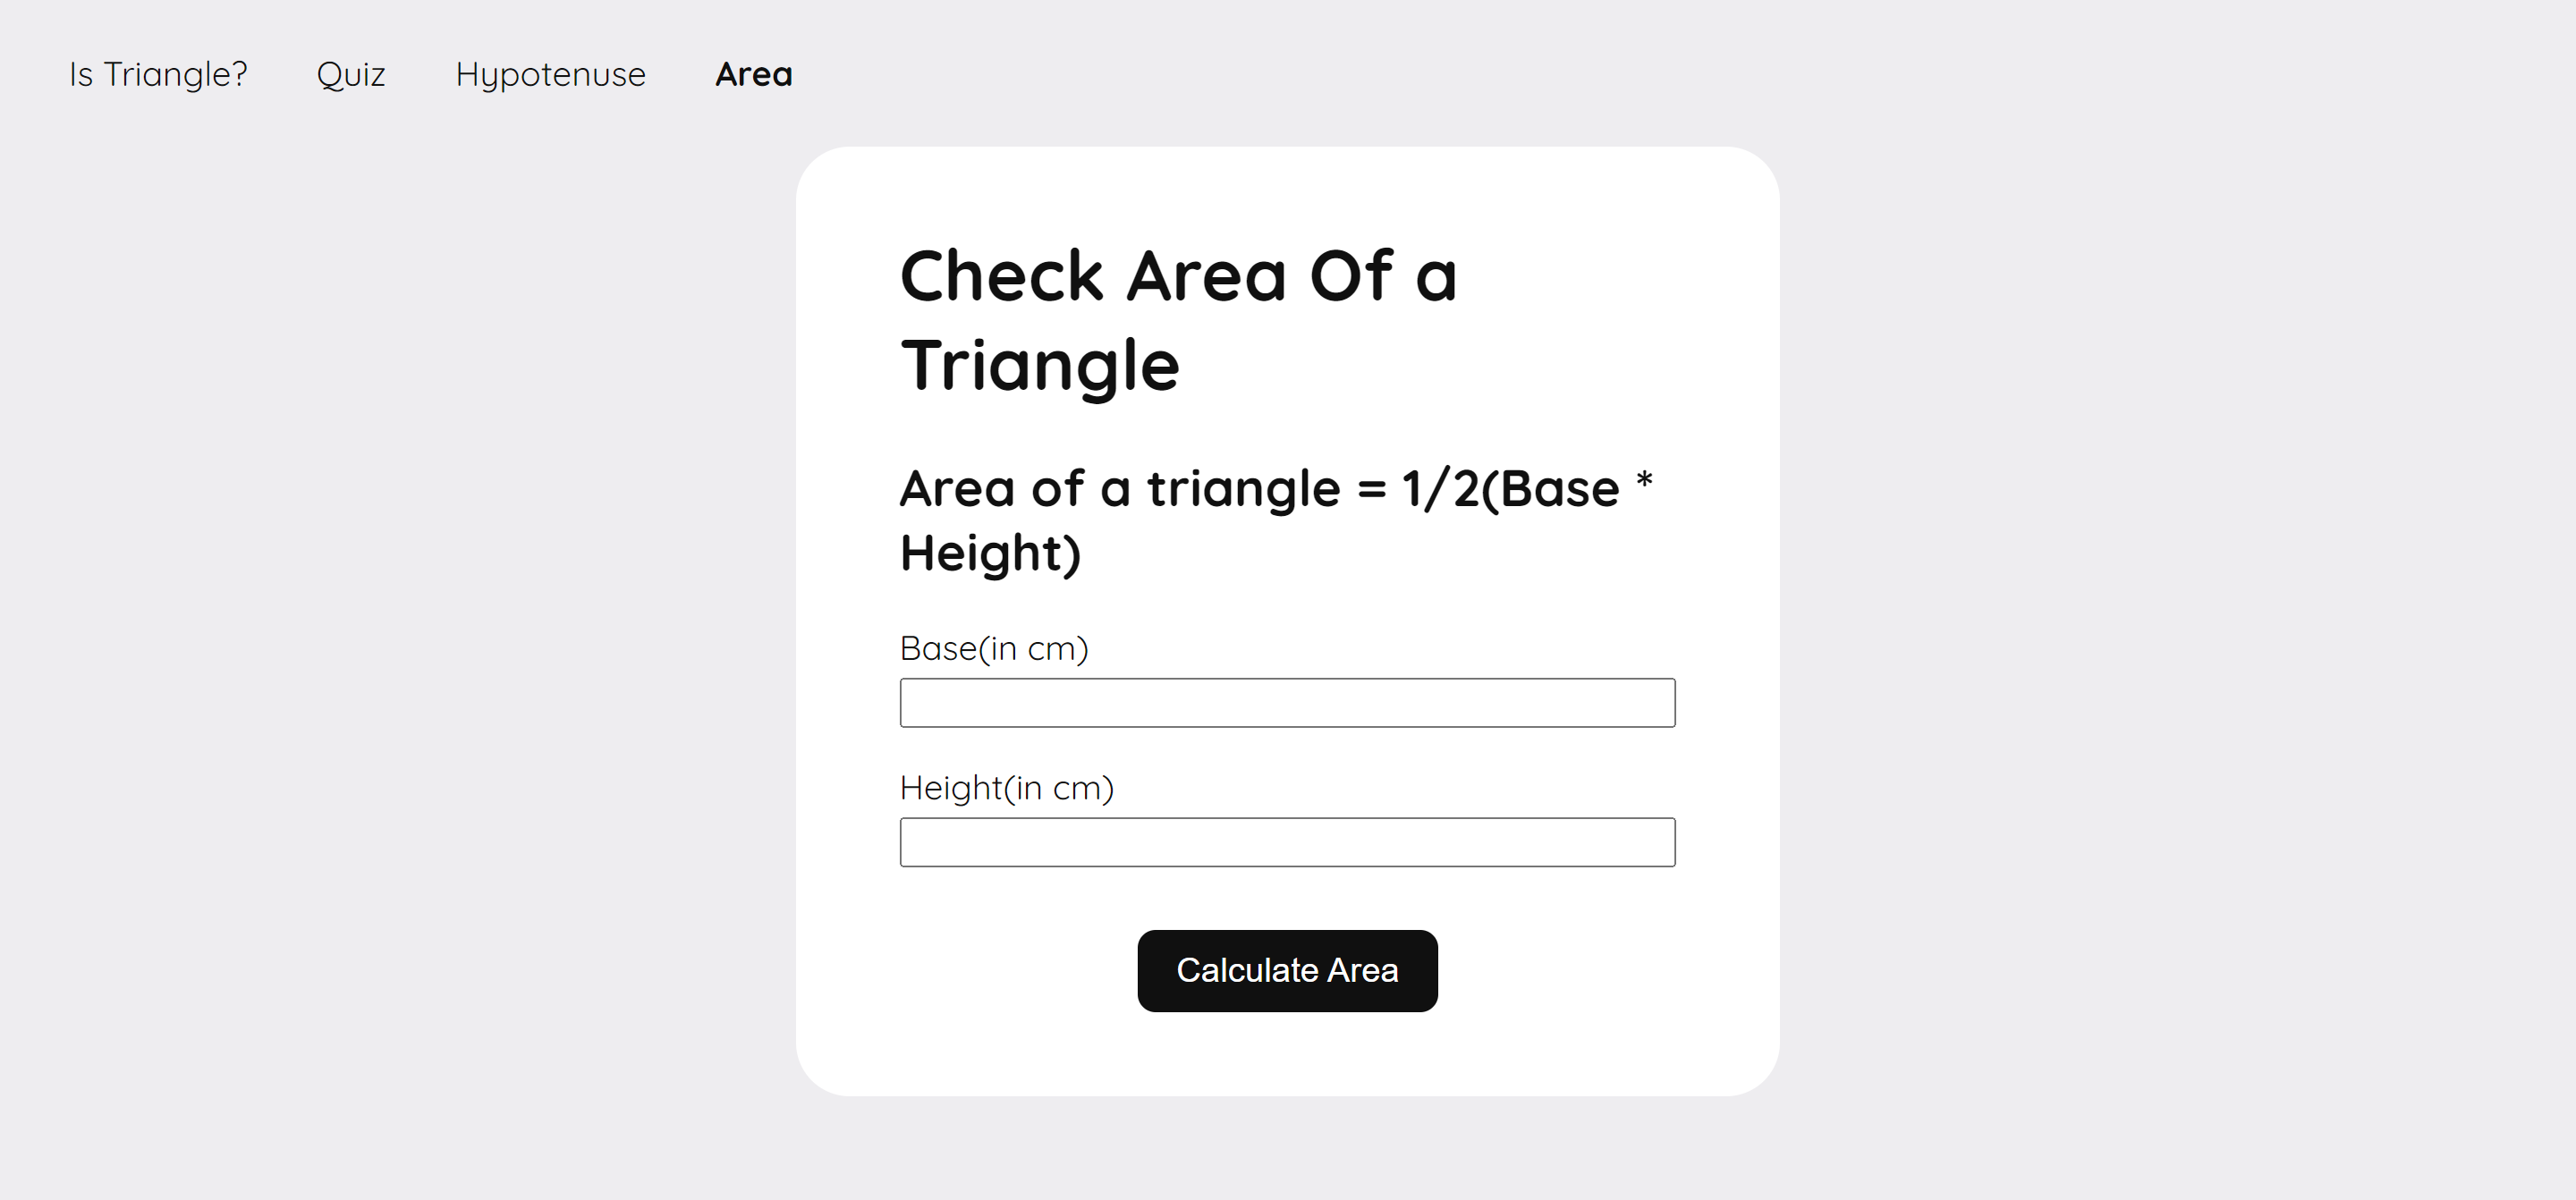 Is Triangle? Quiz Hypotenuse Area
Check Area Of a
Triangle
Area of a triangle = 1/2(Base *
Height)
Base(in cm)
Height(in cm)
Calculate Area